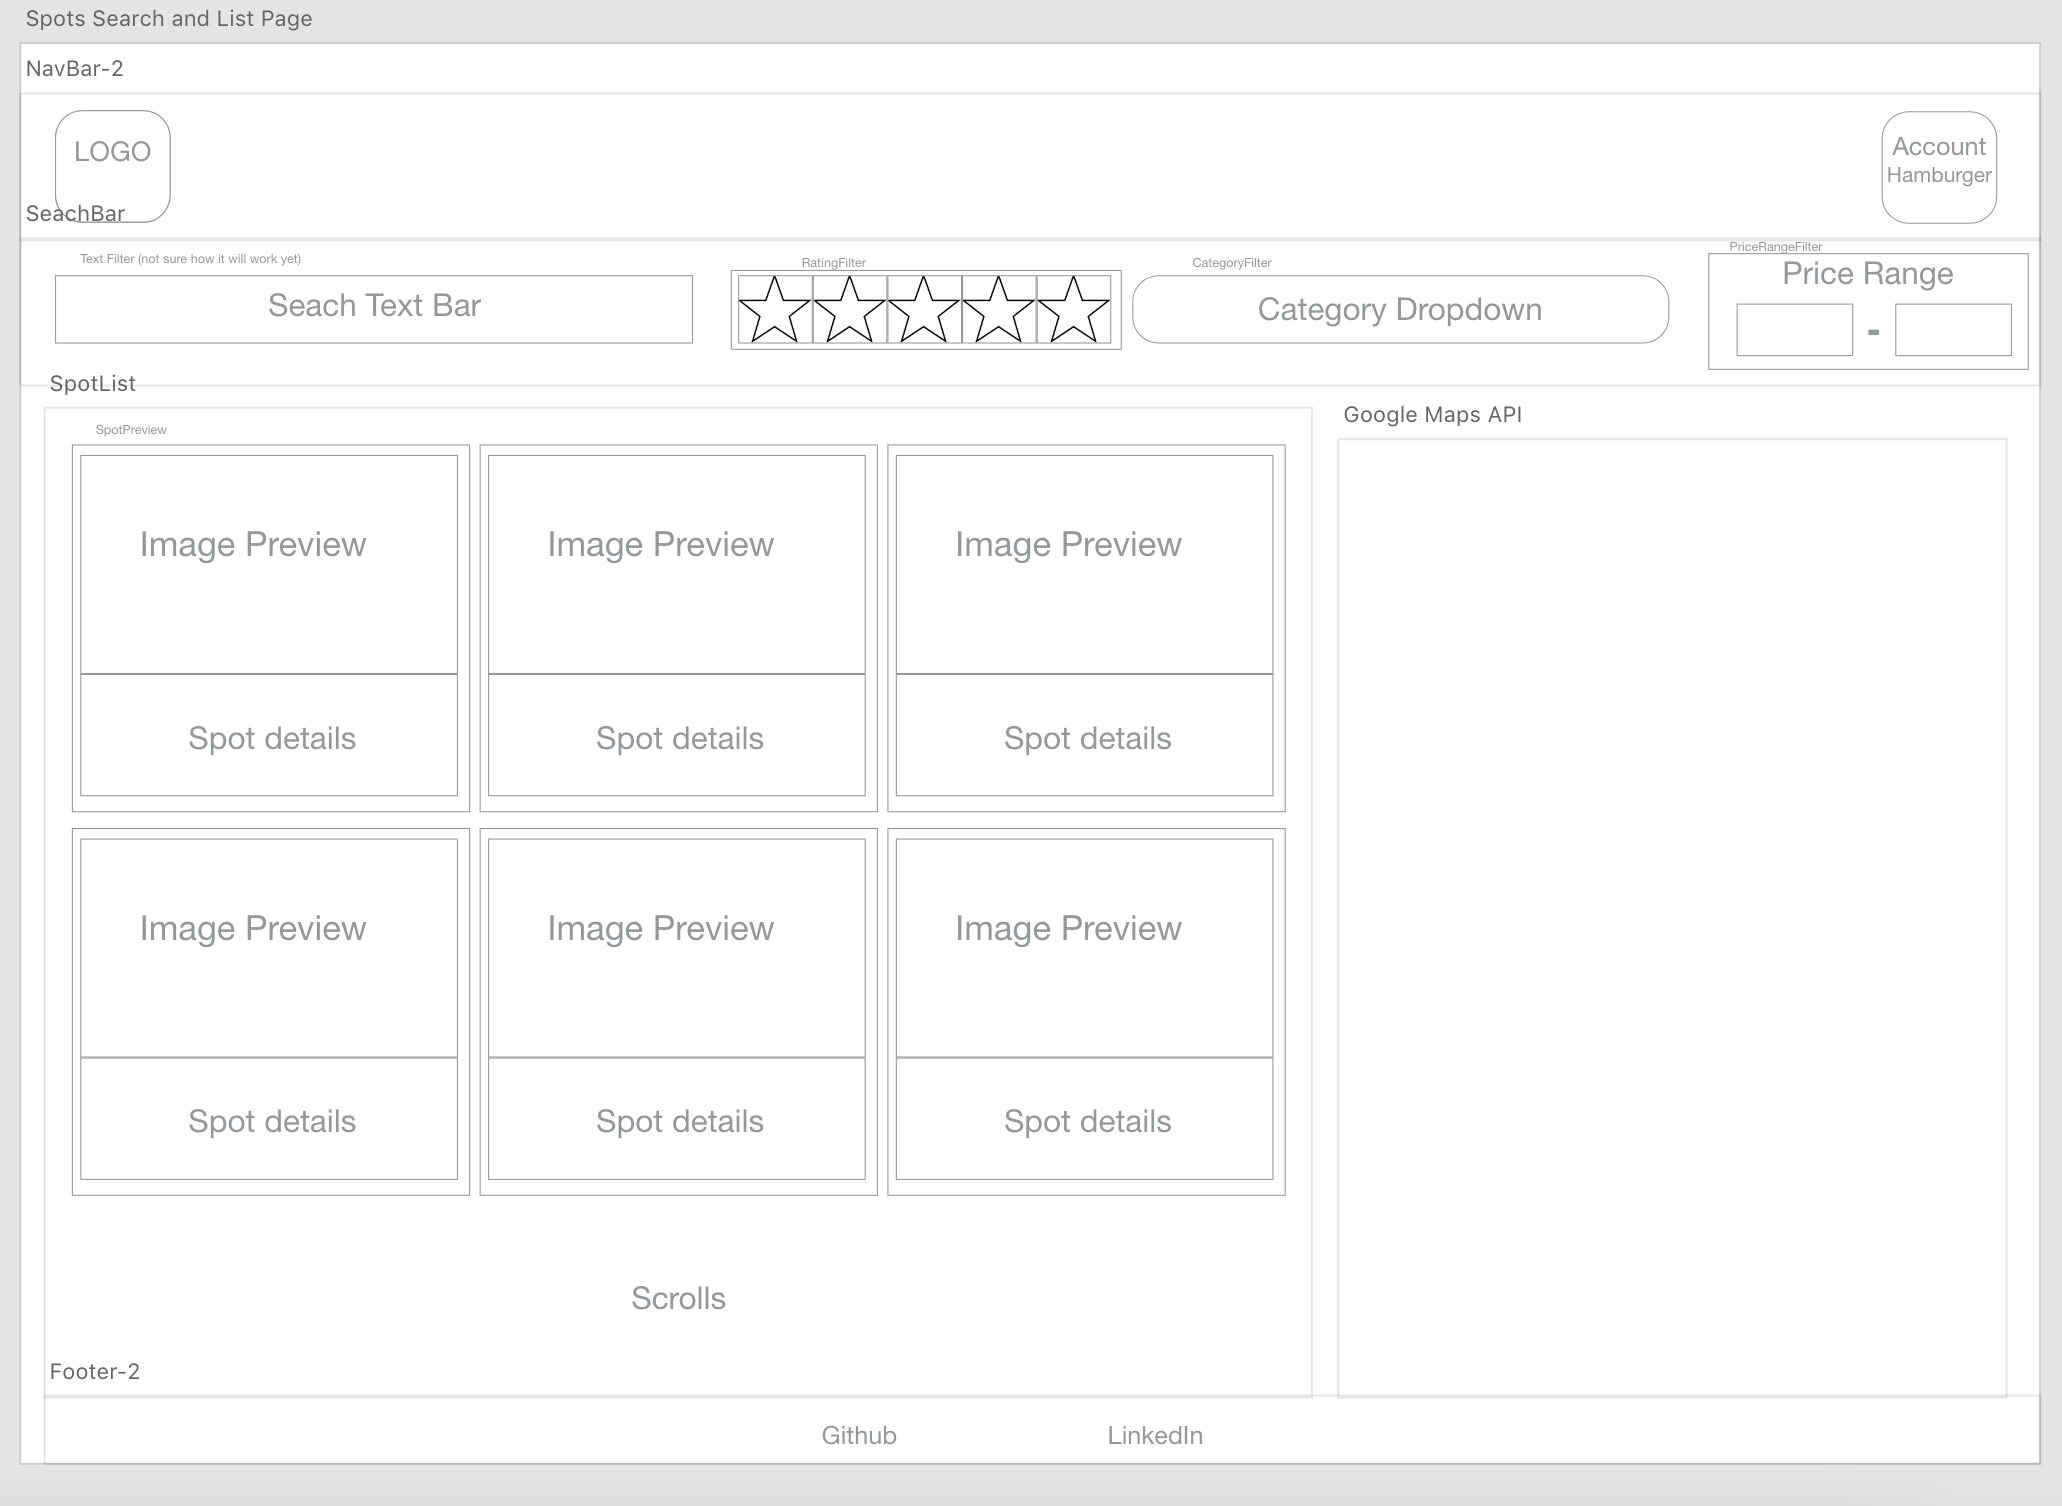 Spots Search and List Page
NavBar-2
LOGO
Account
Hamburger
SeachBar
Text Filter (not sure how it will work yet)
Seach Text Bar
RatingFilter
CategoryFilter
Category Dropdown
PriceRangeFilter
Price Range
-
SpotList
Google Maps API
SpotPreview
Image Preview
Image Preview
Image Preview
Spot details
Spot details
Spot details
Image Preview
Image Preview
Image Preview
Spot details
Spot details
Spot details
Scrolls
Footer-2
Github
LinkedIn